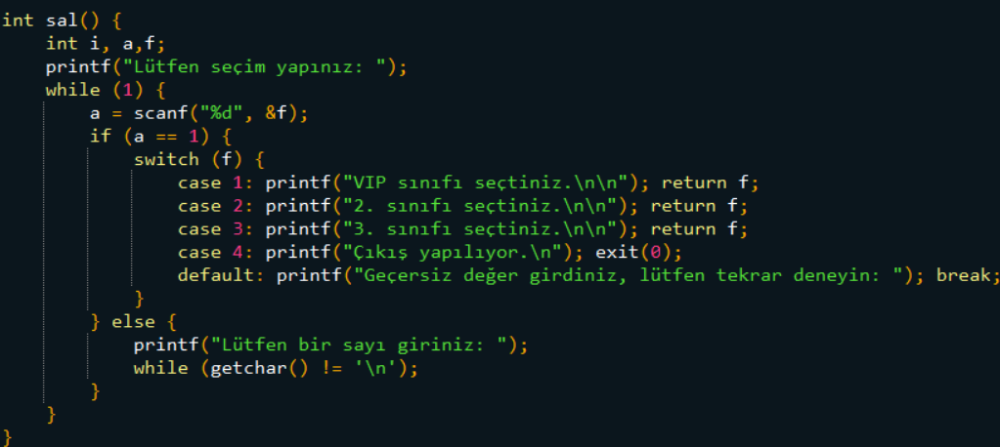 int sal() {
    int i, a,f;
    printf("Lütfen seçim yapınız: ");
    while (1) {
        a = scanf("%d", &f);
        if (a == 1) {
            switch (f) {
                case 1: printf("VIP sınıfı seçtiniz.\n\n"); return f;
                case 2: printf("2. sınıfı seçtiniz.\n\n"); return f;
                case 3: printf("3. sınıfı seçtiniz.\n\n"); return f;
                case 4: printf("Çıkış yapılıyor.\n"); exit(0);
                default: printf("Geçersiz değer girdiniz, lütfen tekrar deneyin: "); break;
            }
        } else {
            printf("Lütfen bir sayı giriniz: ");
            while (getchar() != '\n');
        }
    }
}